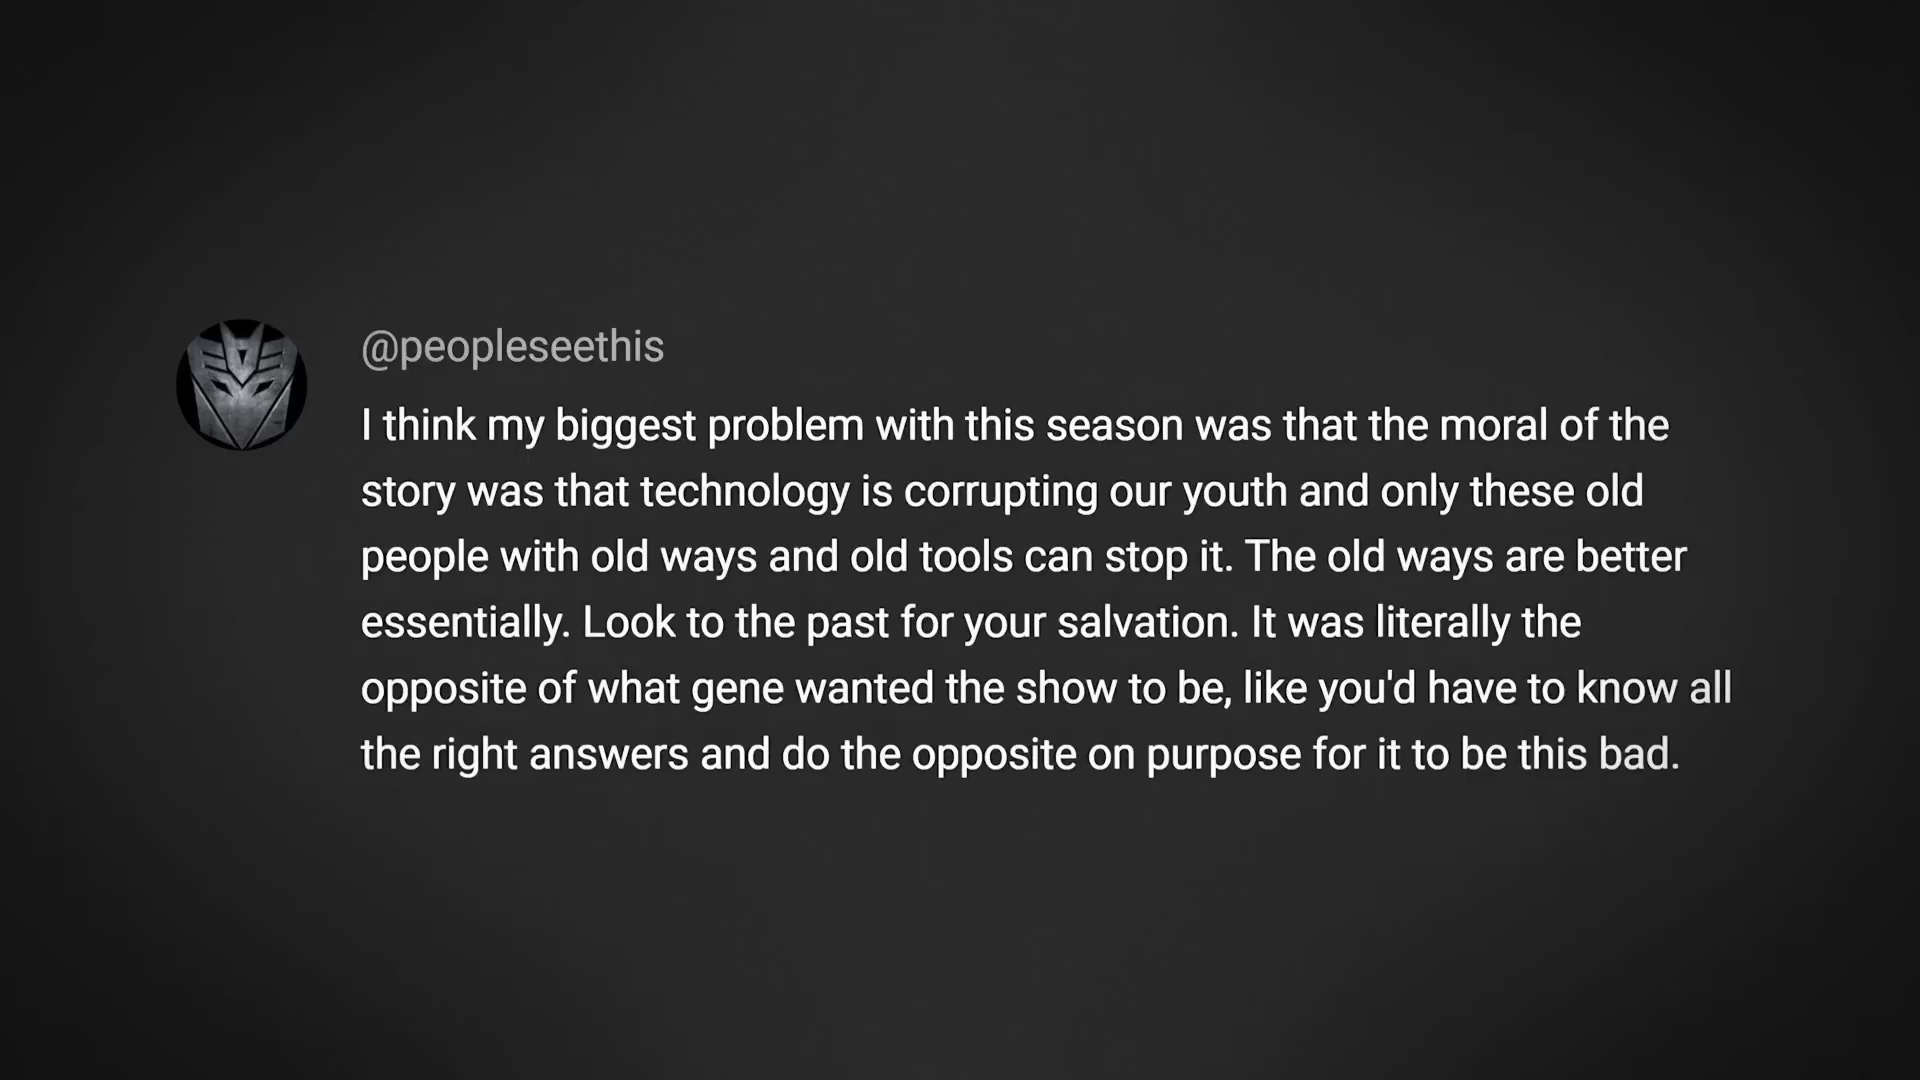 @peopleseethis
I think my biggest problem with this season was that the moral of the
story was that technology is corrupting our youth and only these old
people with old ways and old tools can stop it. The old ways are better
essentially. Look to the past for your salvation. It was literally the
opposite of what gene wanted the show to be, like you'd have to know all
the right answers and do the opposite on purpose for it to be this bad.